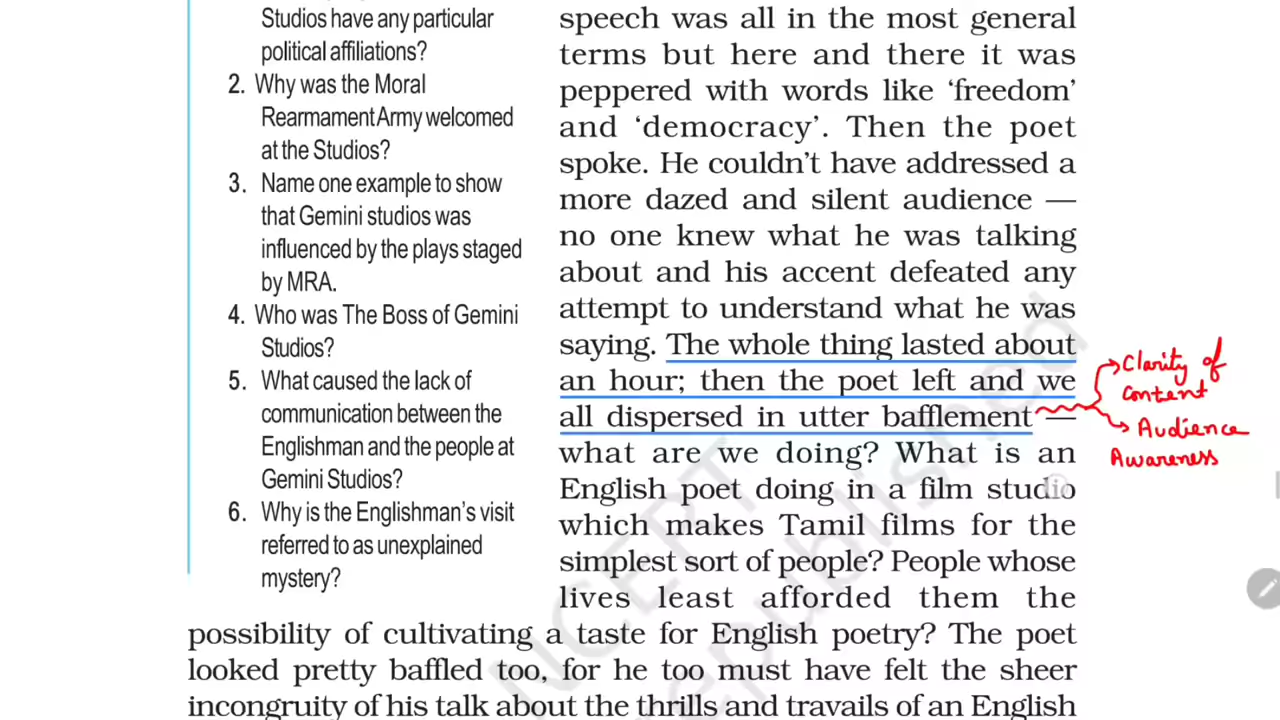 Studios have any particular
political affiliations?
2. Why was the Moral
Rearmament Army welcomed
at the Studios?
3. Name one example to show
that Gemini studios was
influenced by the plays staged
by MRA.
4. Who was The Boss of Gemini
Studios?
5. What caused the lack of
communication between the
Englishman and the people at
Gemini Studios?
6. Why is the Englishman's visit
referred to as unexplained
mystery?
speech was all in the most general
terms but here and there it was
peppered with words like ‘freedom’
and ‘democracy’. Then the poet
spoke. He couldn't have addressed a
more dazed and silent audience —
no one knew what he was talking
about and his accent defeated any
attempt to understand what he was
saying. The whole thing lasted about
an hour; then the poet left and we
all dispersed in utter bafflement —
what are we doing? What is an
English poet doing in a film studio
which makes Tamil films for the
simplest sort of people? People whose
lives least afforded them the
possibility of cultivating a taste for English poetry? The poet
looked pretty baffled too, for he too must have felt the sheer
incongruity of his talk about the thrills and travails of an English
Clarity of
Content
Audience
Awareness
NCERT
republished